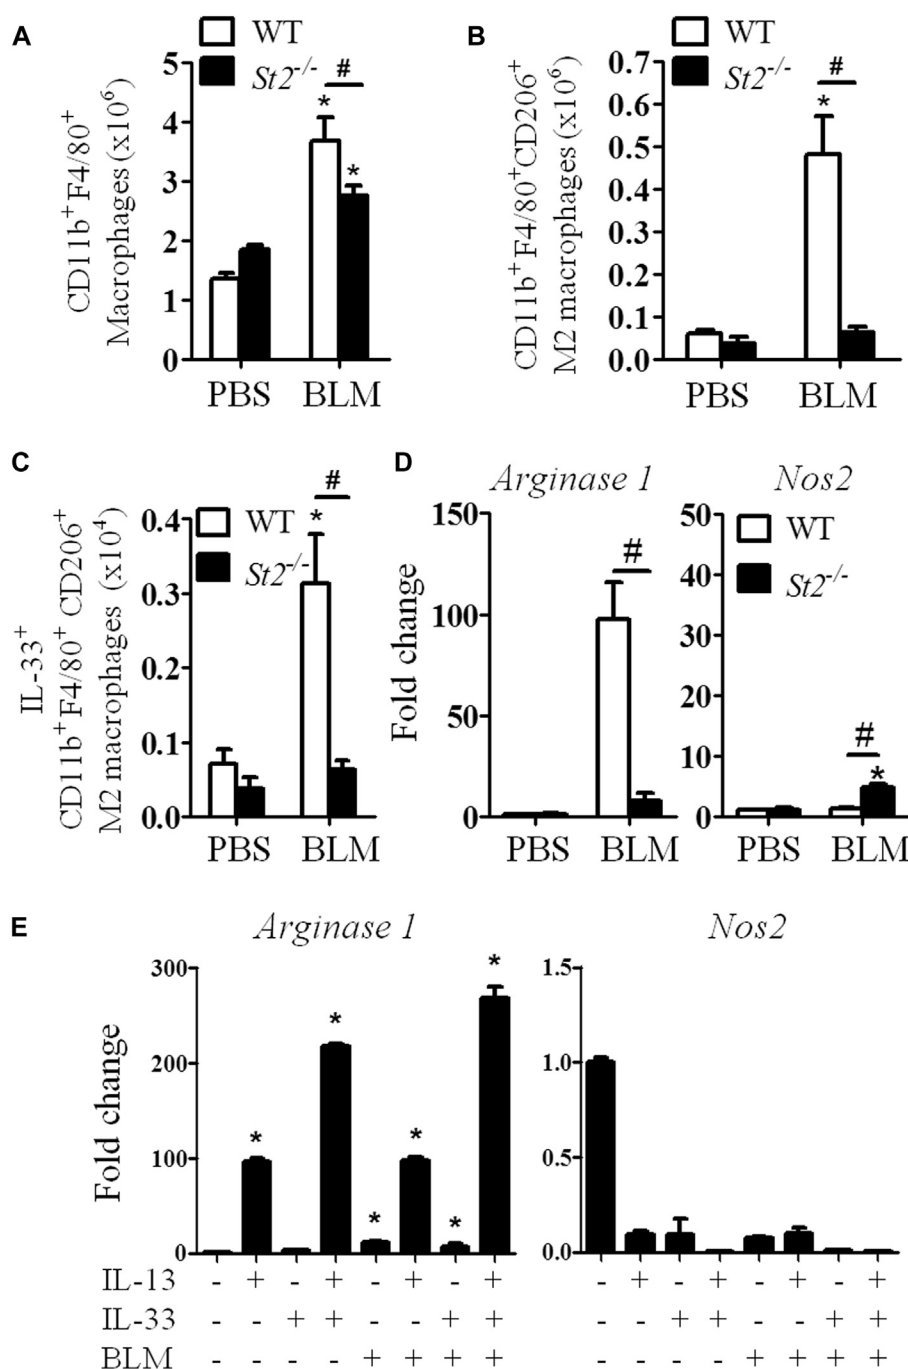 A
WT
St2-/-
CD11b+F4/80+
Macrophages (x10^6)
5
4
3
2
1
0
#
*
*
PBS
BLM
B
WT
St2-/-
CD11b+F4/80+CD206+
M2 macrophages (x10^6)
0.7
0.6
0.5
0.4
0.3
0.2
0.1
0.0
#
*
PBS
BLM
C
WT
St2-/-
IL-33+
CD11b+F4/80+ CD206+
M2 macrophages (x10^4)
0.4
0.3
0.2
0.1
0.0
#
*
PBS
BLM
D
Arginase 1
Fold change
150
100
50
0
#
PBS
BLM
Nos2
WT
St2-/-
50
40
30
20
10
0
#
*
PBS
BLM
E
Arginase 1
Fold change
300
200
100
0
* * * * * * *
Nos2
1.5
1.0
0.5
0.0
IL-13 - + - + - + - + - + - + - + - +
IL-33 - - + + - - + + - - + + - - + +
BLM - - - - + + + + - - - - + + + +